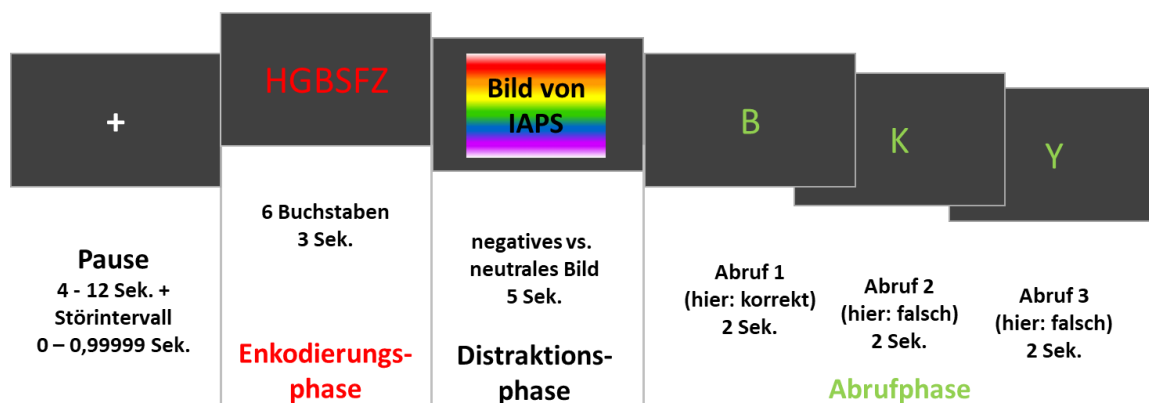 +
Pause
4 - 12 Sek. +
Störintervall
0 – 0,99999 Sek.
HGBSFZ
6 Buchstaben
3 Sek.
Enkodierungs-
phase
Bild von
IAPS
negatives vs.
neutrales Bild
5 Sek.
Distraktions-
phase
B
Abruf 1
(hier: korrekt)
2 Sek.
K
Abruf 2
(hier: falsch)
2 Sek.
Y
Abruf 3
(hier: falsch)
2 Sek.
Abrufphase